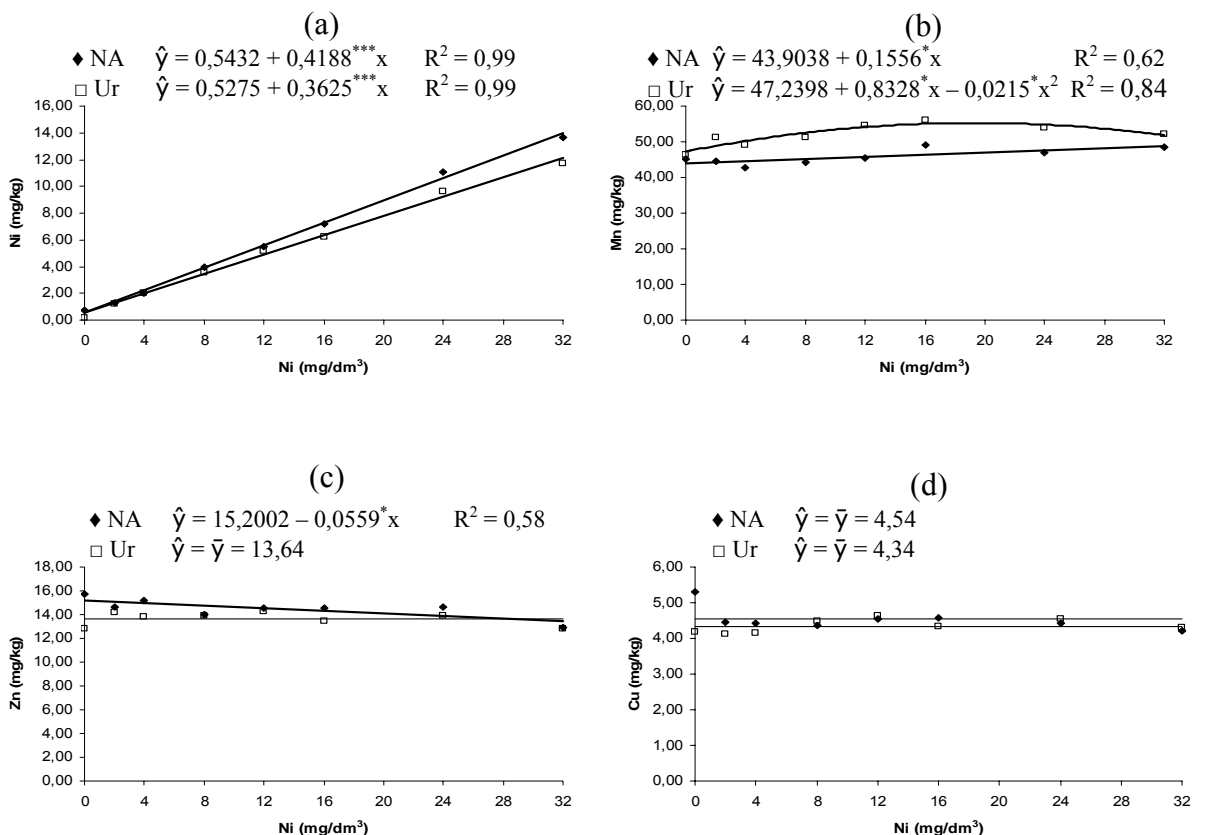 (a)
◆ NA ŷ = 0,5432 + 0,4188***x R² = 0,99
□ Ur ŷ = 0,5275 + 0,3625***x R² = 0,99
16,00
14,00
12,00
10,00
8,00
6,00
4,00
2,00
0,00
Ni (mg/kg)
0 4 8 12 16 20 24 28 32
Ni (mg/dm³)
(b)
◆ NA ŷ = 43,9038 + 0,1556*x R² = 0,62
□ Ur ŷ = 47,2398 + 0,8328*x – 0,0215*x² R² = 0,84
60,00
50,00
40,00
30,00
20,00
10,00
0,00
Mn (mg/kg)
0 4 8 12 16 20 24 28 32
Ni (mg/dm³)
(c)
◆ NA ŷ = 15,2002 – 0,0559*x R² = 0,58
□ Ur ŷ = ȳ = 13,64
18,00
16,00
14,00
12,00
10,00
8,00
6,00
4,00
2,00
0,00
Zn (mg/kg)
0 4 8 12 16 20 24 28 32
Ni (mg/dm³)
(d)
◆ NA ŷ = ȳ = 4,54
□ Ur ŷ = ȳ = 4,34
6,00
5,00
4,00
3,00
2,00
1,00
0,00
Cu (mg/kg)
0 4 8 12 16 20 24 28 32
Ni (mg/dm³)